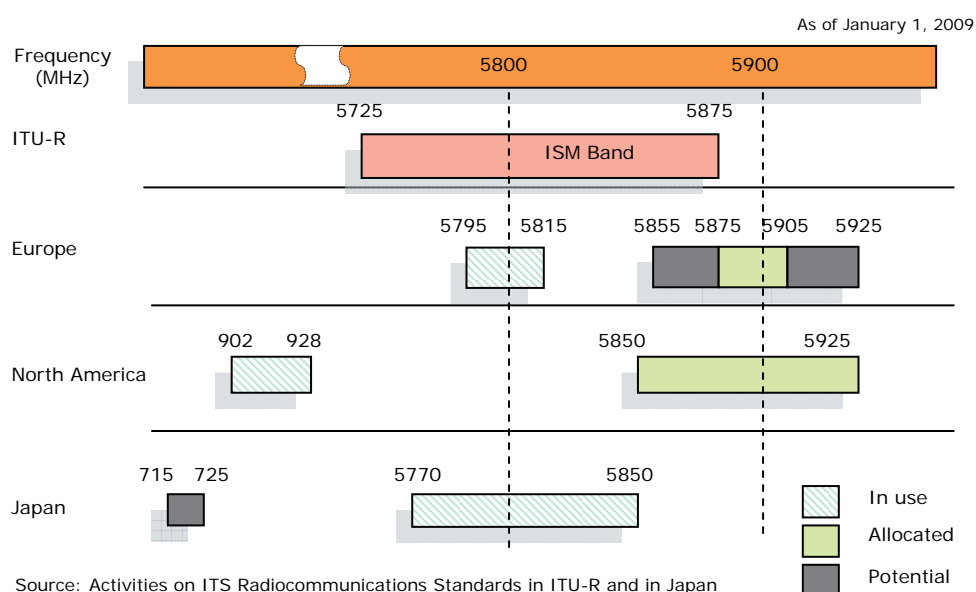 As of January 1, 2009
Frequency
(MHz)
5800 5900
5725 5875
ITU-R
ISM Band
5795 5815 5855 5875 5905 5925
Europe
902 928 5850 5925
North America
715 725 5770 5850
Japan
In use
Allocated
Potential
Source: Activities on ITS Radiocommunications Standards in ITU-R and in Japan